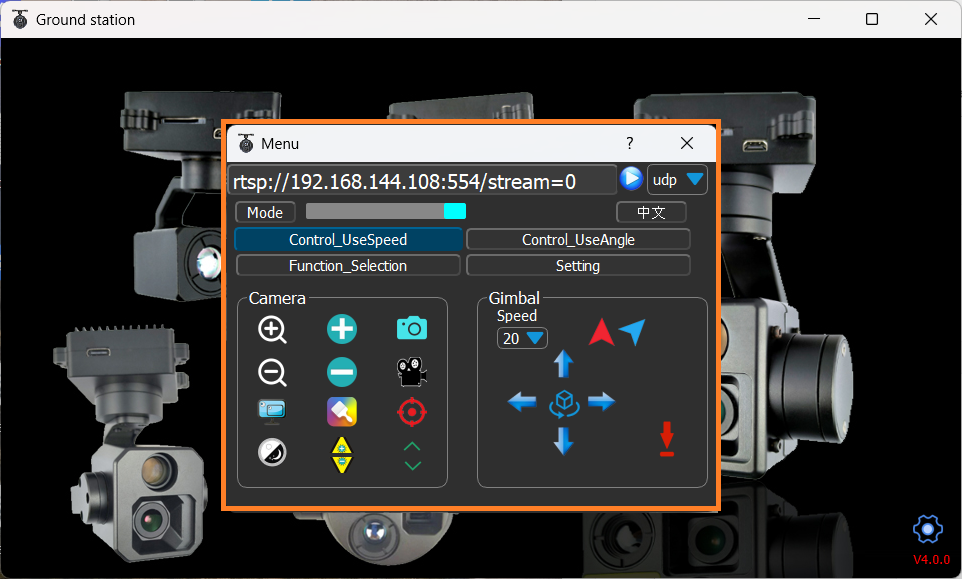 Ground station
Menu
?
rtsp://192.168.144.108:554/stream=0
udp
Mode
中文
Control_UseSpeed
Control_UseAngle
Function_Selection
Setting
Camera
Gimbal
Speed
20
V4.0.0